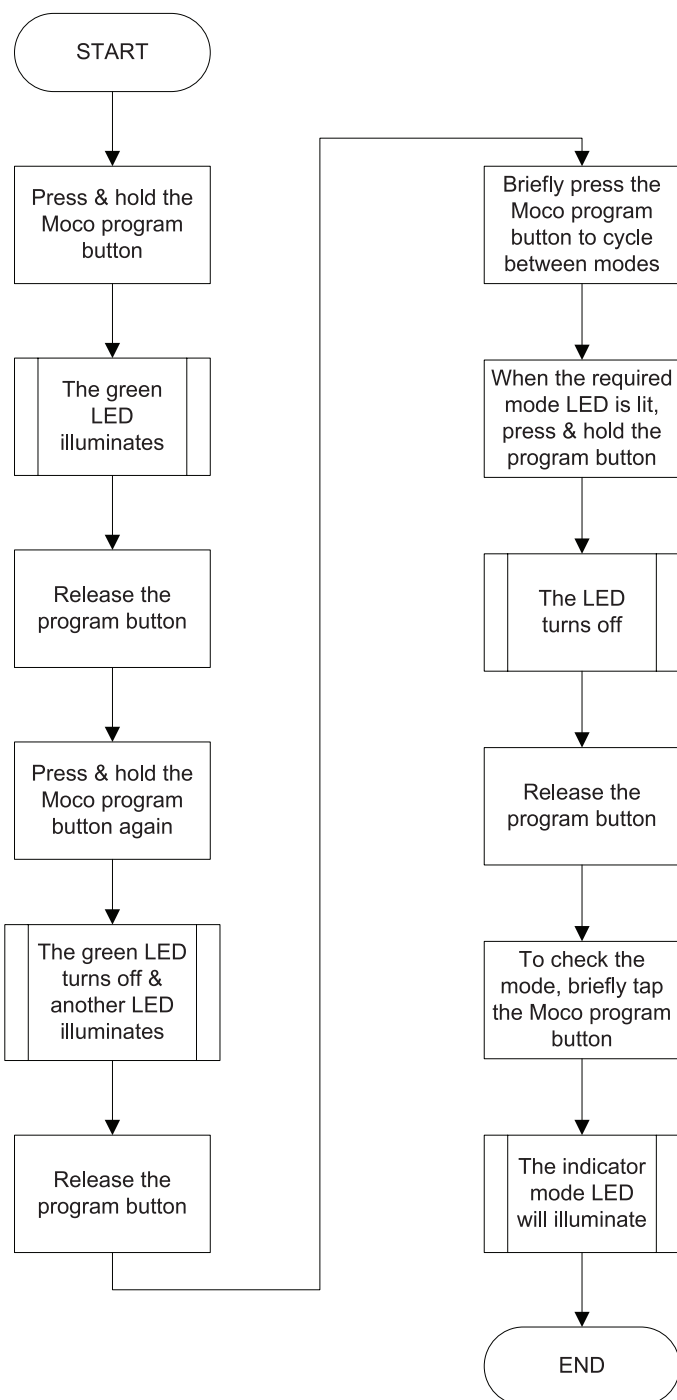 START
Press & hold the
Moco program
button
The green
LED
illuminates
Release the
program button
Press & hold the
Moco program
button again
The green LED
turns off &
another LED
illuminates
Release the
program button
Briefly press the
Moco program
button to cycle
between modes
When the required
mode LED is lit,
press & hold the
program button
The LED
turns off
Release the
program button
To check the
mode, briefly tap
the Moco program
button
The indicator
mode LED
will illuminate
END